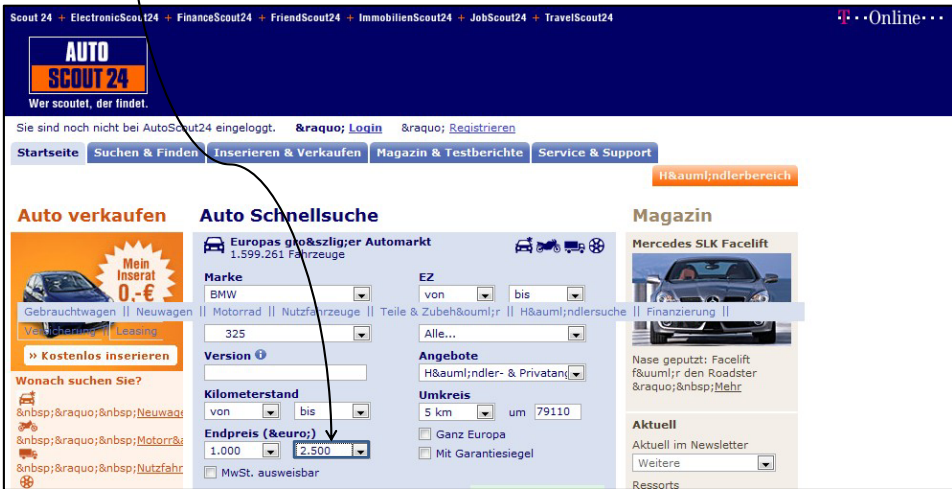 Scout 24 + ElectronicScout24 + FinanceScout24 + FriendScout24 + ImmobilienScout24 + JobScout24 + TravelScout24
T··Online···
AUTO
SCOUT 24
Wer scoutet, der findet.
Sie sind noch nicht bei AutoScout24 eingeloggt. &raquo; Login &raquo; Registrieren
Startseite Suchen & Finden Inserieren & Verkaufen Magazin & Testberichte Service & Support
H&auml;ndlerbereich
Auto verkaufen
Mein
Inserat
0,-€
» Kostenlos inserieren
Wonach suchen Sie?
&nbsp;&raquo;&nbsp;Neuwage
&nbsp;&raquo;&nbsp;Motorr&a
&nbsp;&raquo;&nbsp;Nutzfahr
Auto Schnellsuche
Europas gro&szlig;er Automarkt
1.599.261 Fahrzeuge
Marke EZ
BMW von bis
Gebrauchtwagen || Neuwagen || Motorrad || Nutzfahrzeuge || Teile & Zubeh&ouml;r || H&auml;ndlersuche || Finanzierung ||
Versicherung || Leasing
325 Alle...
Version Angebote
H&auml;ndler- & Privatang
Kilometerstand Umkreis
von bis 5 km um 79110
Endpreis (&euro;) Ganz Europa
1.000 2.500 Mit Garantiesiegel
MwSt. ausweisbar
Magazin
Mercedes SLK Facelift
Nase geputzt: Facelift
f&uuml;r den Roadster
&raquo;&nbsp;Mehr
Aktuell
Aktuell im Newsletter
Weitere
Ressorts